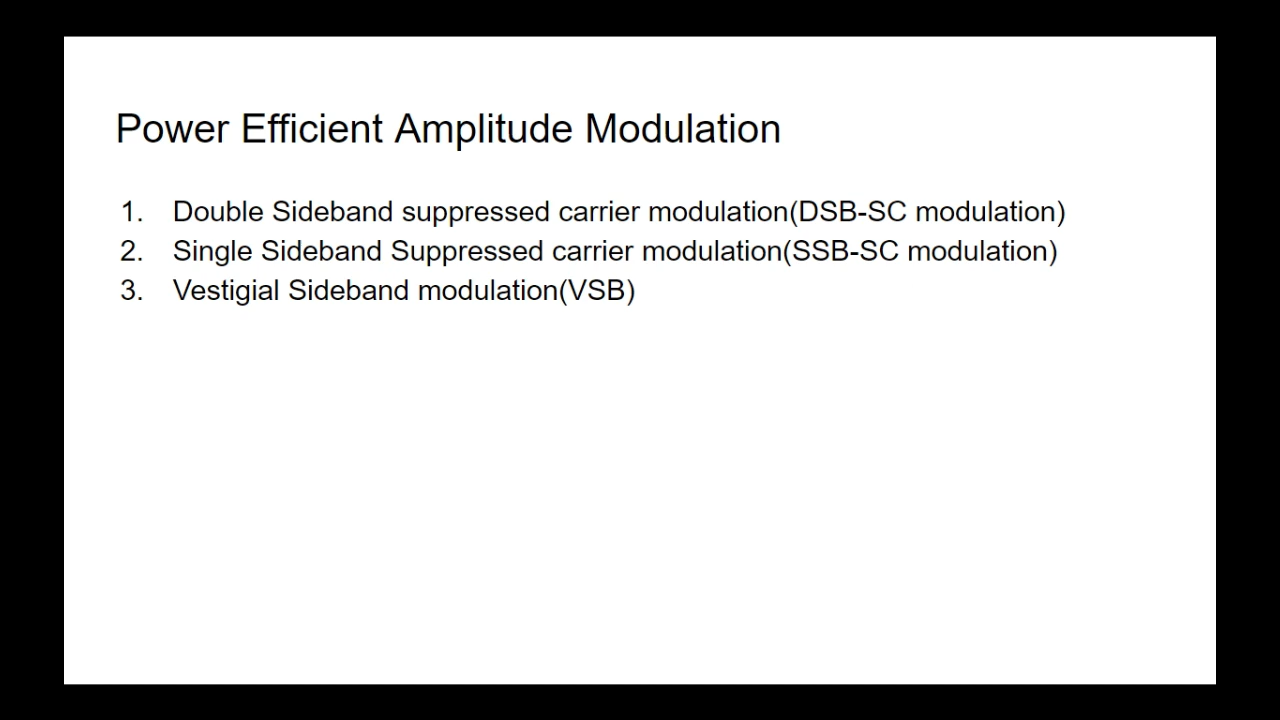 Power Efficient Amplitude Modulation
1. Double Sideband suppressed carrier modulation(DSB-SC modulation)
2. Single Sideband Suppressed carrier modulation(SSB-SC modulation)
3. Vestigial Sideband modulation(VSB)